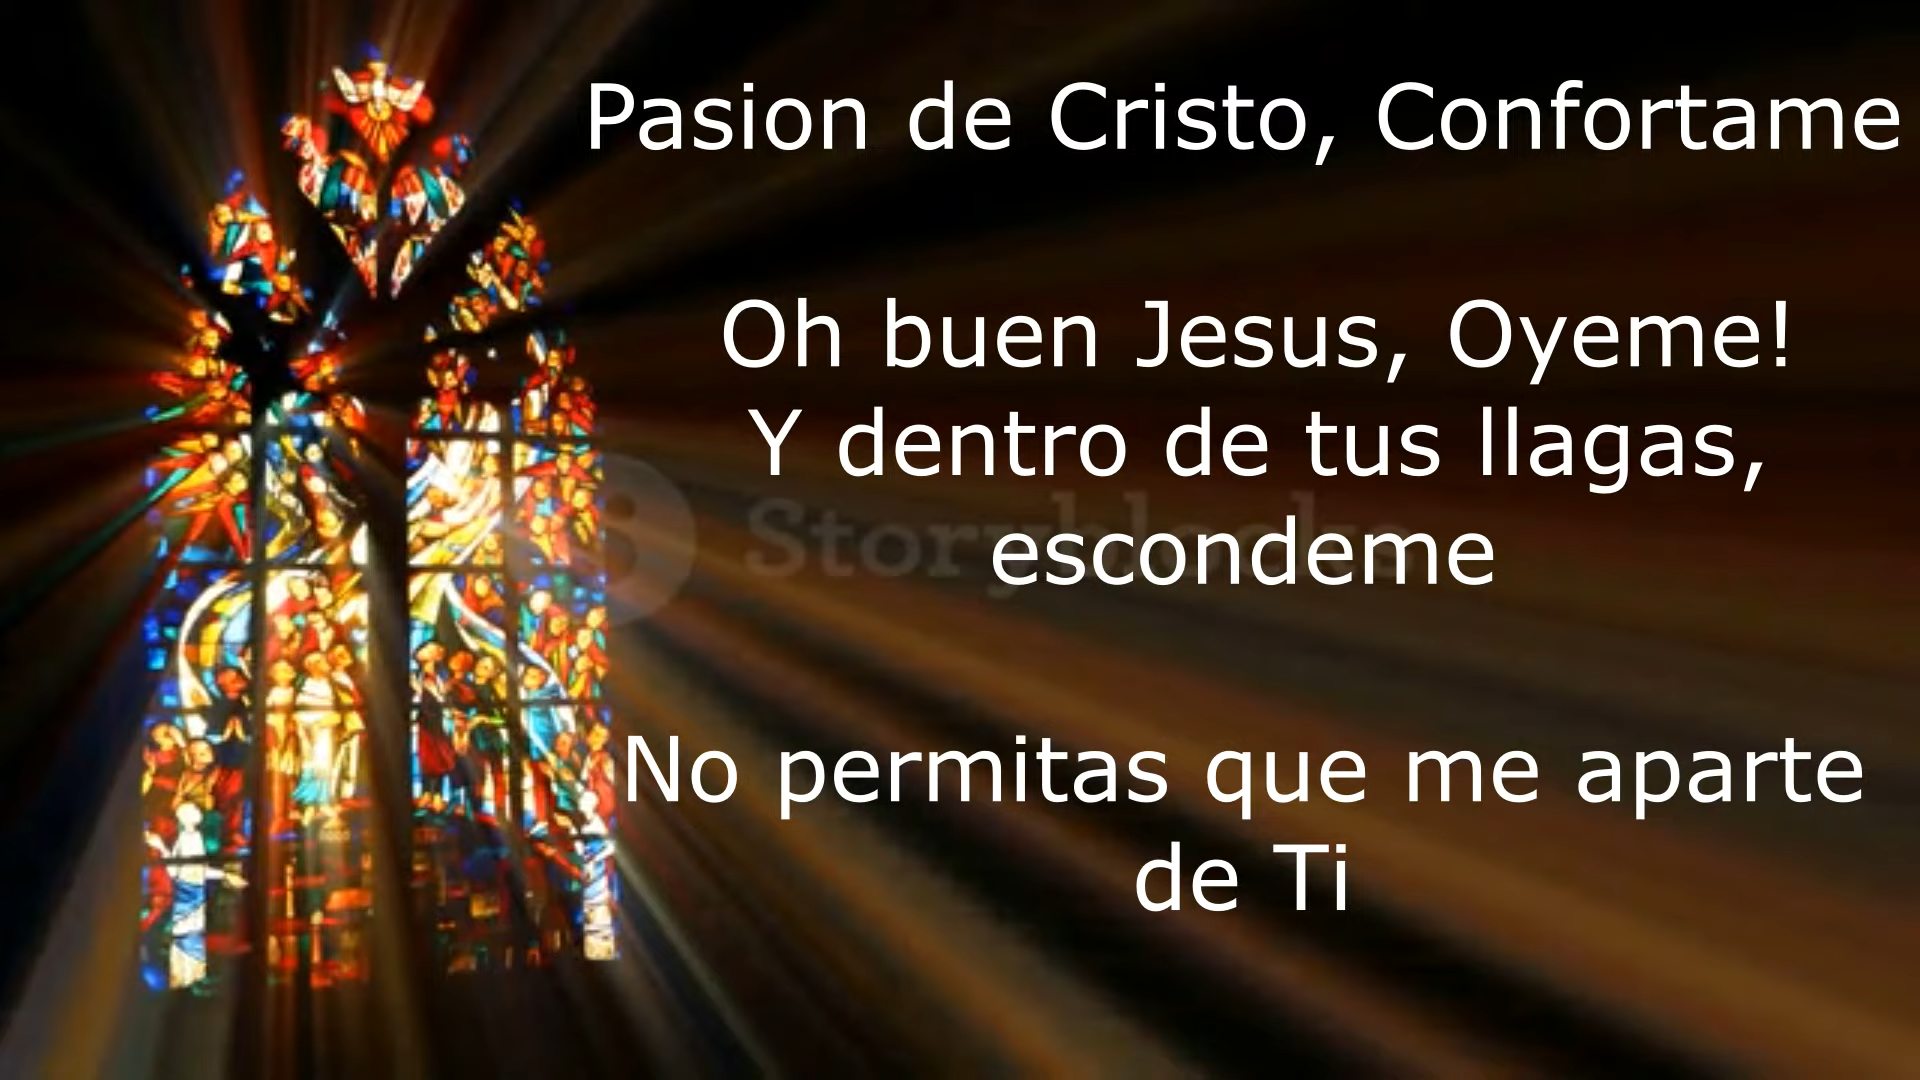 Pasion de Cristo, Confortame
Oh buen Jesus, Oyeme!
Y dentro de tus llagas,
escondeme
Storyblocks
No permitas que me aparte
de Ti